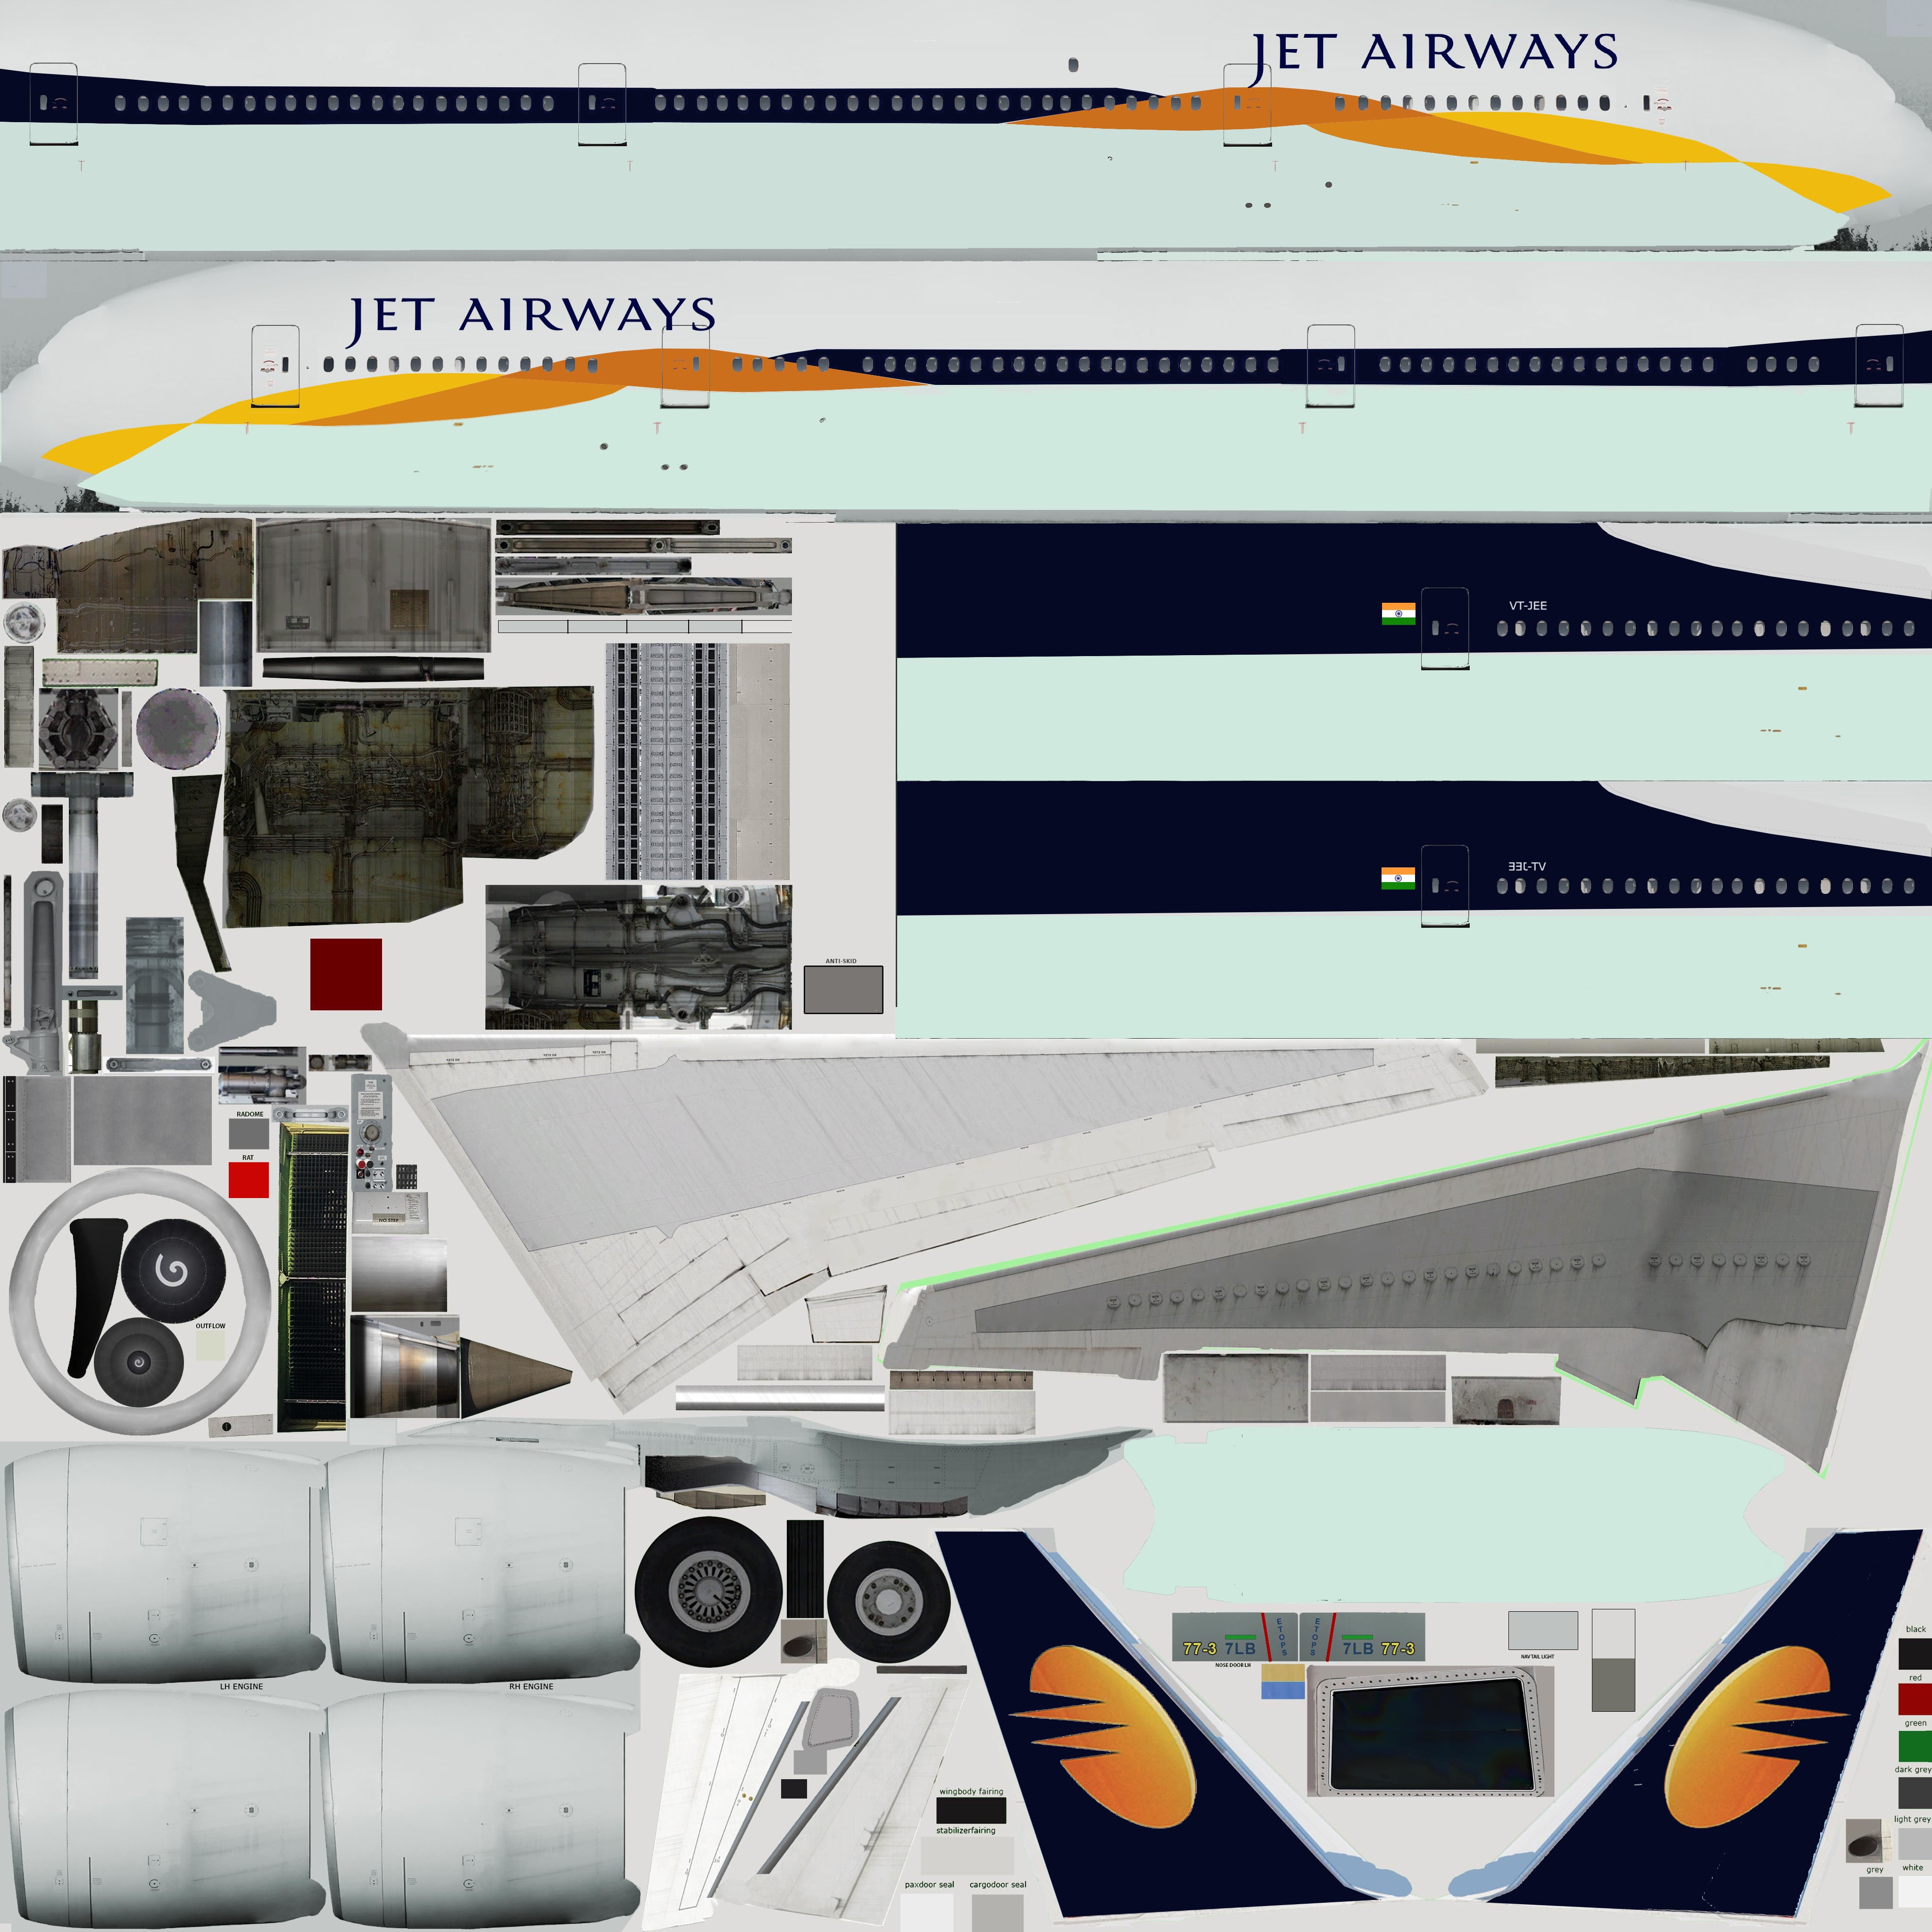 JET AIRWAYS
JET AIRWAYS
VT-JEE
VT-JEE
ANTI-SKID
RADOME
RAT
NO STEP
OUTFLOW
LH ENGINE
RH ENGINE
77-3 7LB ETOPS
ETOPS 7LB 77-3
NOSE DOOR LH
NAV TAIL LIGHT
black
red
green
dark grey
light grey
white
grey
wingbody fairing
stabilizerfairing
paxdoor seal
cargodoor seal